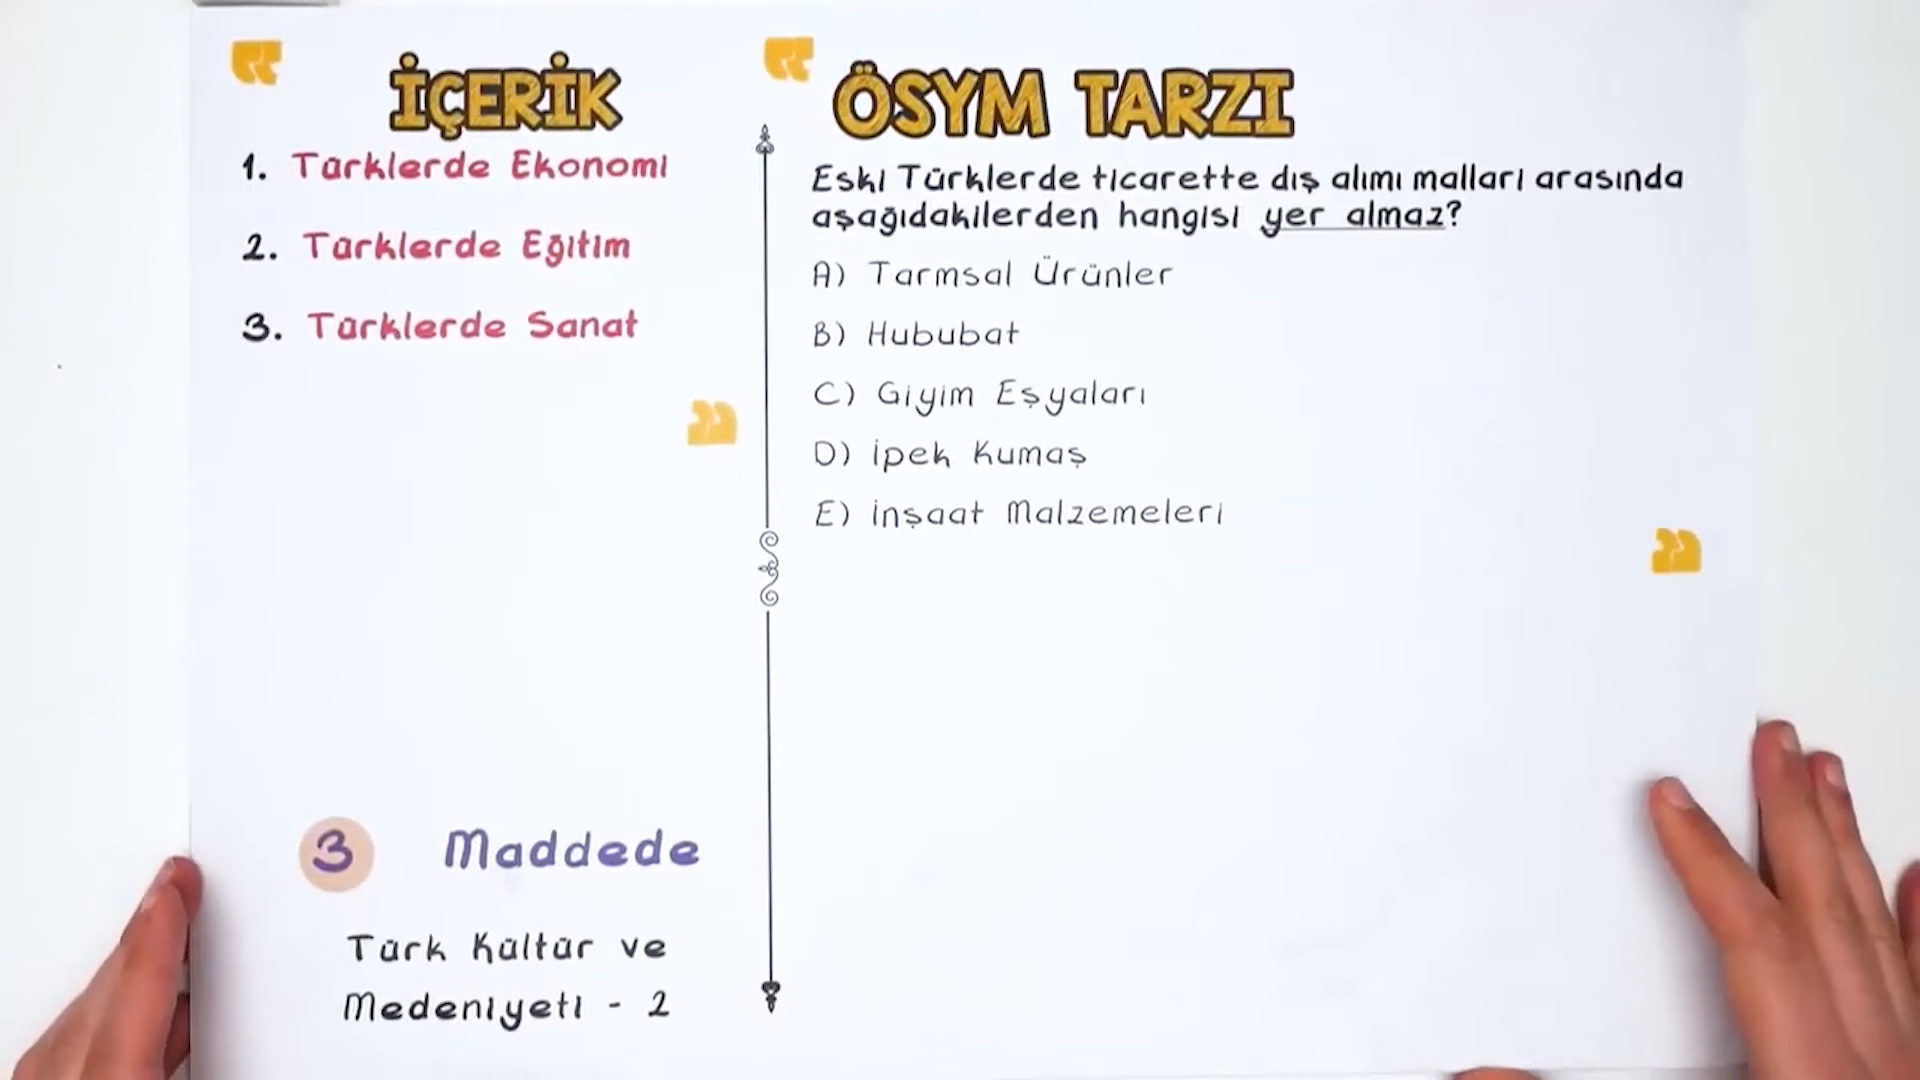 İÇERİK
1. Türklerde Ekonomi
2. Türklerde Eğitim
3. Türklerde Sanat
3 Maddede
Türk Kültür ve
Medeniyeti - 2
ÖSYM TARZI
Eski Türklerde ticarette dış alımı malları arasında
aşağıdakilerden hangisi yer almaz?
A) Tarmsal Ürünler
B) Hububat
C) Giyim Eşyaları
D) İpek Kumaş
E) İnşaat Malzemeleri